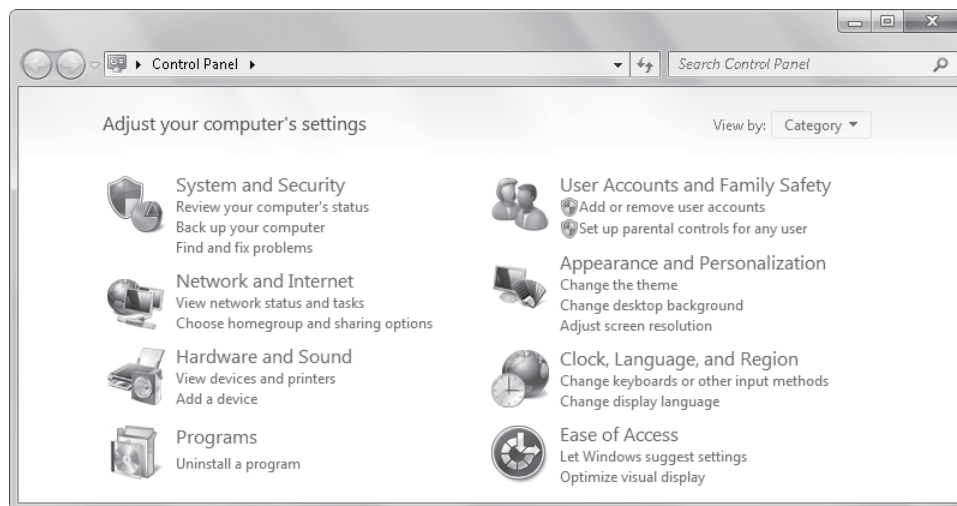 Control Panel
Search Control Panel
Adjust your computer's settings
View by: Category
System and Security
Review your computer's status
Back up your computer
Find and fix problems
Network and Internet
View network status and tasks
Choose homegroup and sharing options
Hardware and Sound
View devices and printers
Add a device
Programs
Uninstall a program
User Accounts and Family Safety
Add or remove user accounts
Set up parental controls for any user
Appearance and Personalization
Change the theme
Change desktop background
Adjust screen resolution
Clock, Language, and Region
Change keyboards or other input methods
Change display language
Ease of Access
Let Windows suggest settings
Optimize visual display